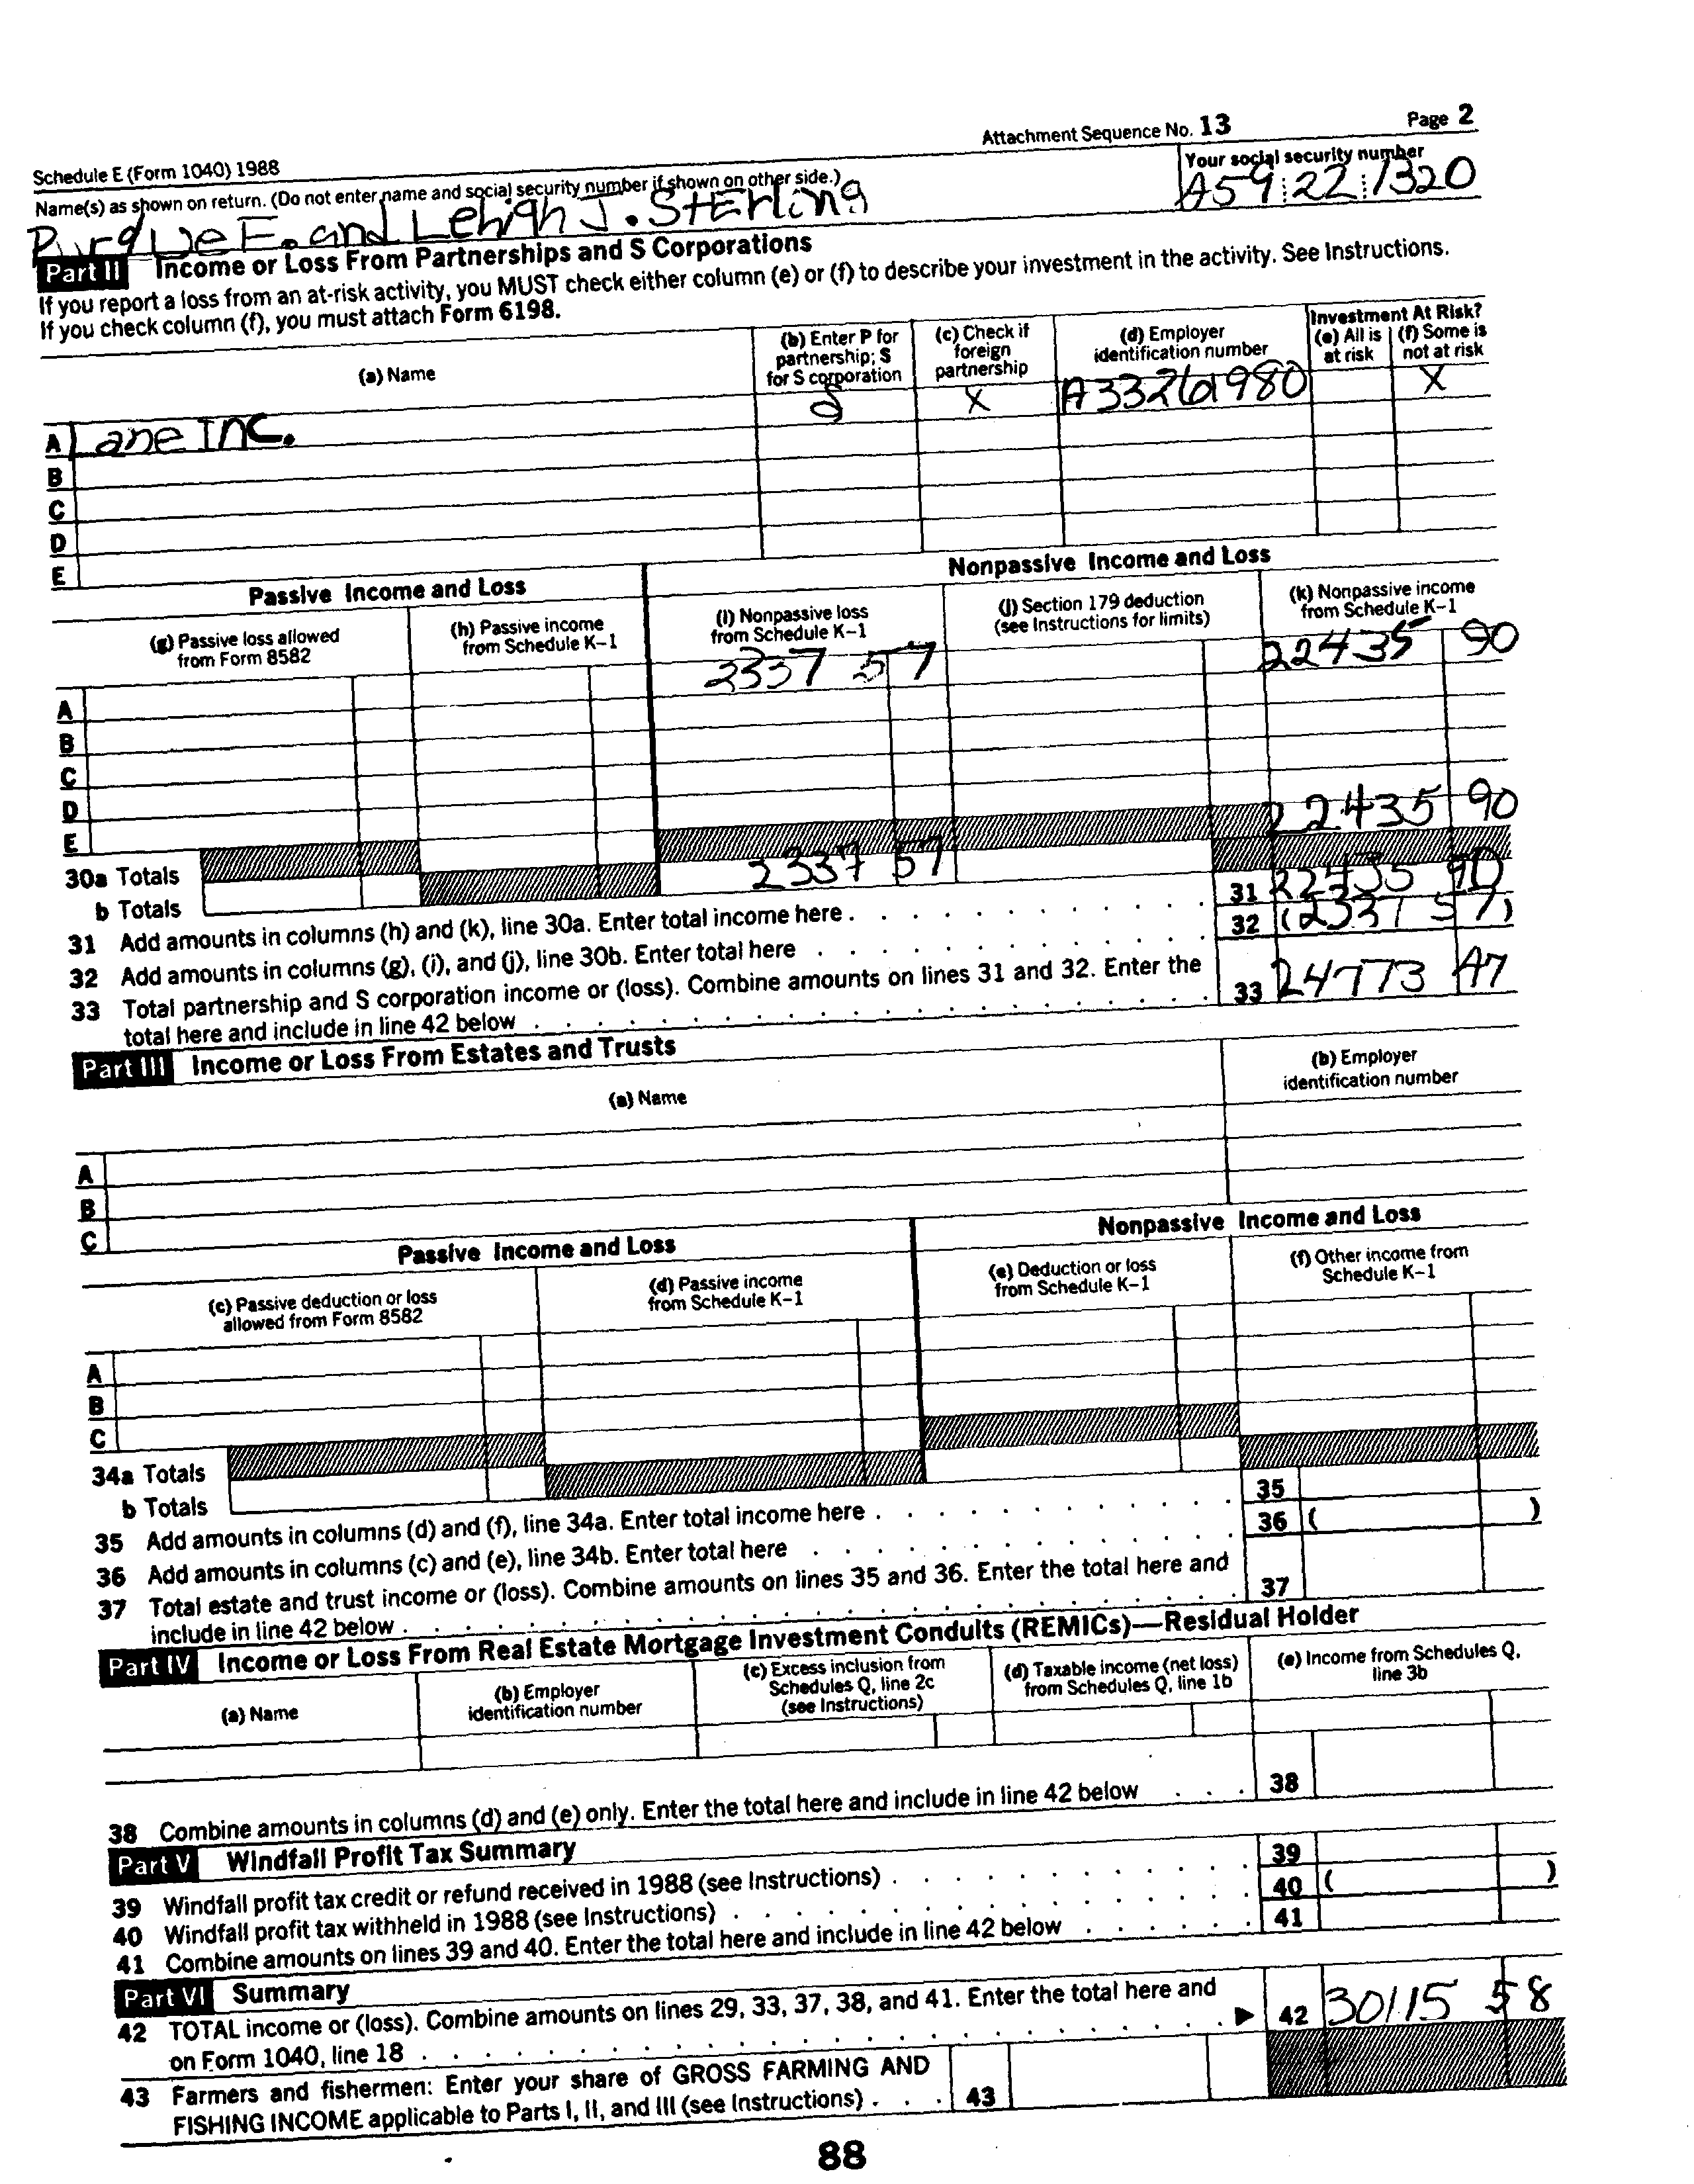 Attachment Sequence No. 13 Page 2
Schedule E (Form 1040) 1988
Name(s) as shown on return. (Do not enter name and social security number if shown on other side.) Your social security number
Purdue E. and Lehigh J. Sterling A59 22 1320
Part II Income or Loss From Partnerships and S Corporations
If you report a loss from an at-risk activity, you MUST check either column (e) or (f) to describe your investment in the activity. See Instructions.
If you check column (f), you must attach Form 6198.
(a) Name (b) Enter P for partnership; S for S corporation (c) Check if foreign partnership (d) Employer identification number Investment At Risk? (e) All is at risk (f) Some is not at risk
A Lane Inc. S X A33261980 X
B
C
D
E
Passive Income and Loss Nonpassive Income and Loss
(g) Passive loss allowed from Form 8582 (h) Passive income from Schedule K-1 (i) Nonpassive loss from Schedule K-1 (j) Section 179 deduction (see Instructions for limits) (k) Nonpassive income from Schedule K-1
A 2337 57 22435 90
B
C
D
E
30a Totals 22435 90
b Totals 2337 57
31 Add amounts in columns (h) and (k), line 30a. Enter total income here . 31 22435 90
32 Add amounts in columns (g), (i), and (j), line 30b. Enter total here 32 (2337 57)
33 Total partnership and S corporation income or (loss). Combine amounts on lines 31 and 32. Enter the
total here and include in line 42 below 33 24773 47
Part III Income or Loss From Estates and Trusts
(a) Name (b) Employer identification number
A
B
C
Passive Income and Loss Nonpassive Income and Loss
(c) Passive deduction or loss allowed from Form 8582 (d) Passive income from Schedule K-1 (e) Deduction or loss from Schedule K-1 (f) Other income from Schedule K-1
A
B
C
34a Totals
b Totals
35 Add amounts in columns (d) and (f), line 34a. Enter total income here . 35
36 Add amounts in columns (c) and (e), line 34b. Enter total here 36 ( )
37 Total estate and trust income or (loss). Combine amounts on lines 35 and 36. Enter the total here and
include in line 42 below . 37
Part IV Income or Loss From Real Estate Mortgage Investment Conduits (REMICs)—Residual Holder
(a) Name (b) Employer identification number (c) Excess inclusion from Schedules Q, line 2c (see Instructions) (d) Taxable income (net loss) from Schedules Q, line 1b (e) Income from Schedules Q, line 3b
38 Combine amounts in columns (d) and (e) only. Enter the total here and include in line 42 below 38
Part V Windfall Profit Tax Summary
39 Windfall profit tax credit or refund received in 1988 (see Instructions) . 39
40 Windfall profit tax withheld in 1988 (see Instructions) 40 ( )
41 Combine amounts on lines 39 and 40. Enter the total here and include in line 42 below 41
Part VI Summary
42 TOTAL income or (loss). Combine amounts on lines 29, 33, 37, 38, and 41. Enter the total here and
on Form 1040, line 18 ▶ 42 30115 58
43 Farmers and fishermen: Enter your share of GROSS FARMING AND
FISHING INCOME applicable to Parts I, II, and III (see Instructions) . 43
88